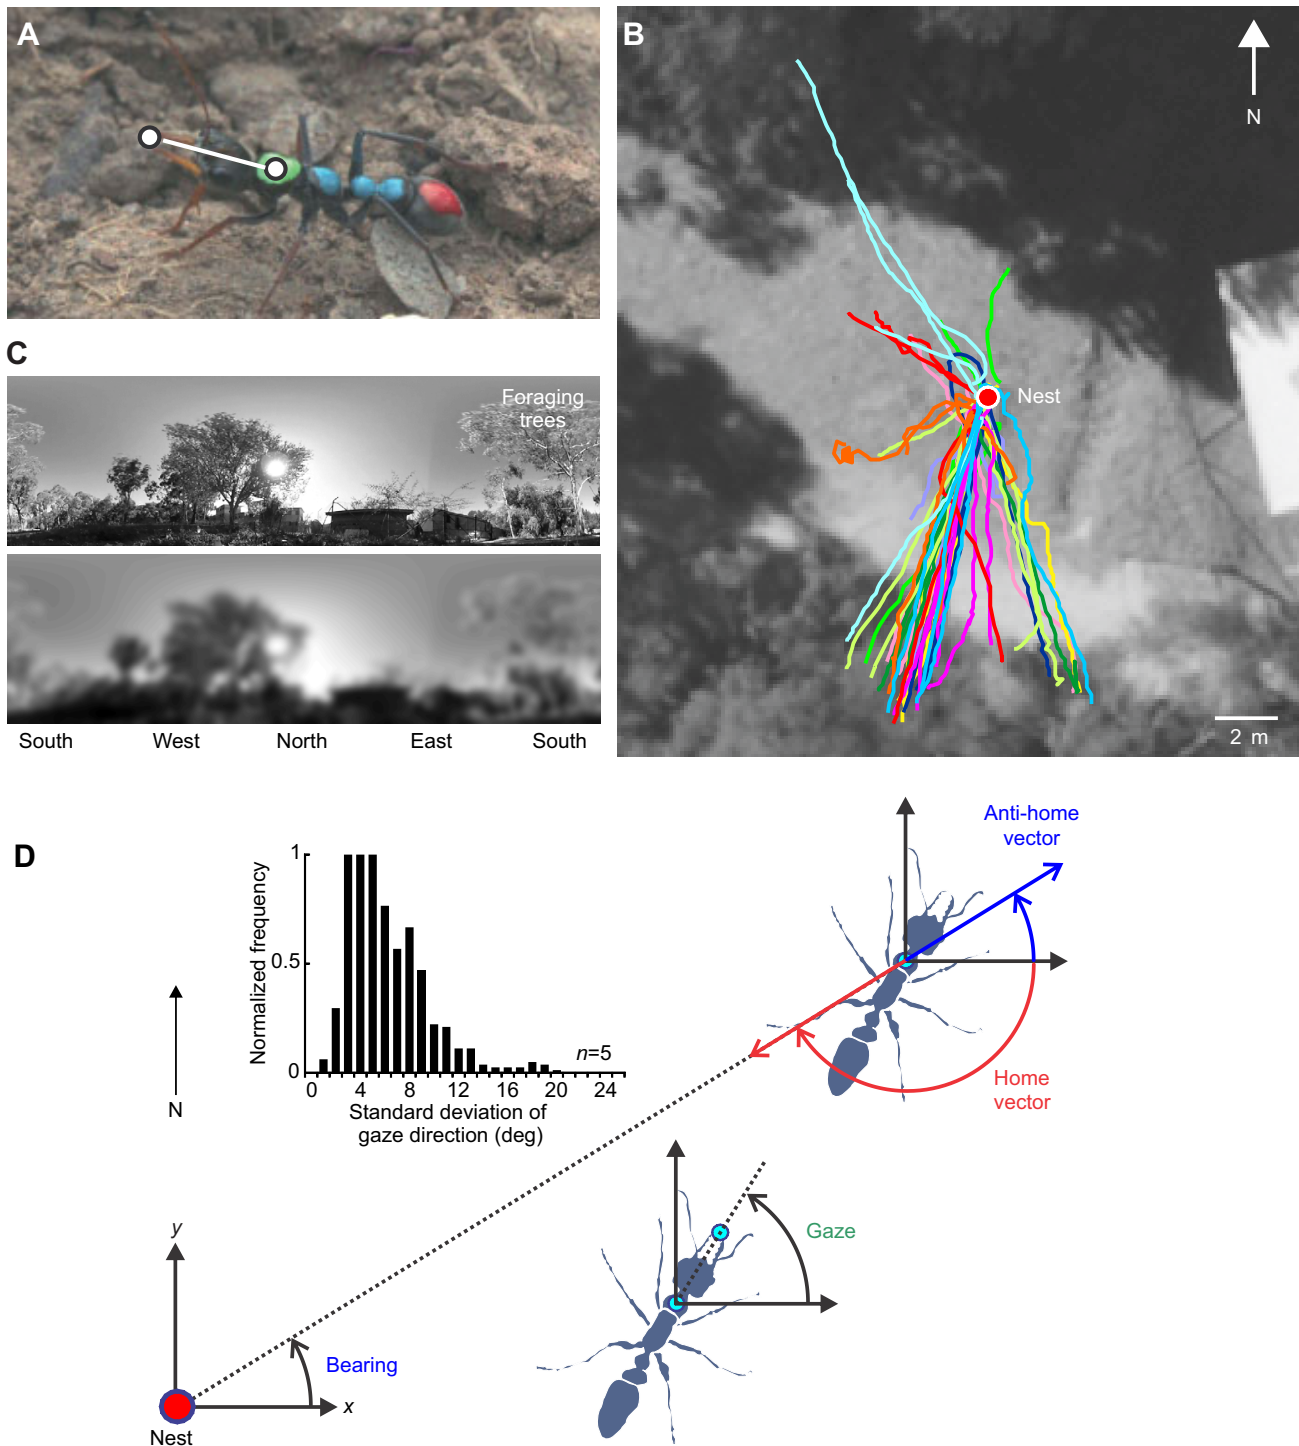 A
B
N
Nest
2 m
C
Foraging
trees
South West North East South
D
N
Normalized frequency
1
0.5
0
n=5
0 4 8 12 16 20 24
Standard deviation of
gaze direction (deg)
Anti-home
vector
Home
vector
Gaze
y
Bearing
x
Nest